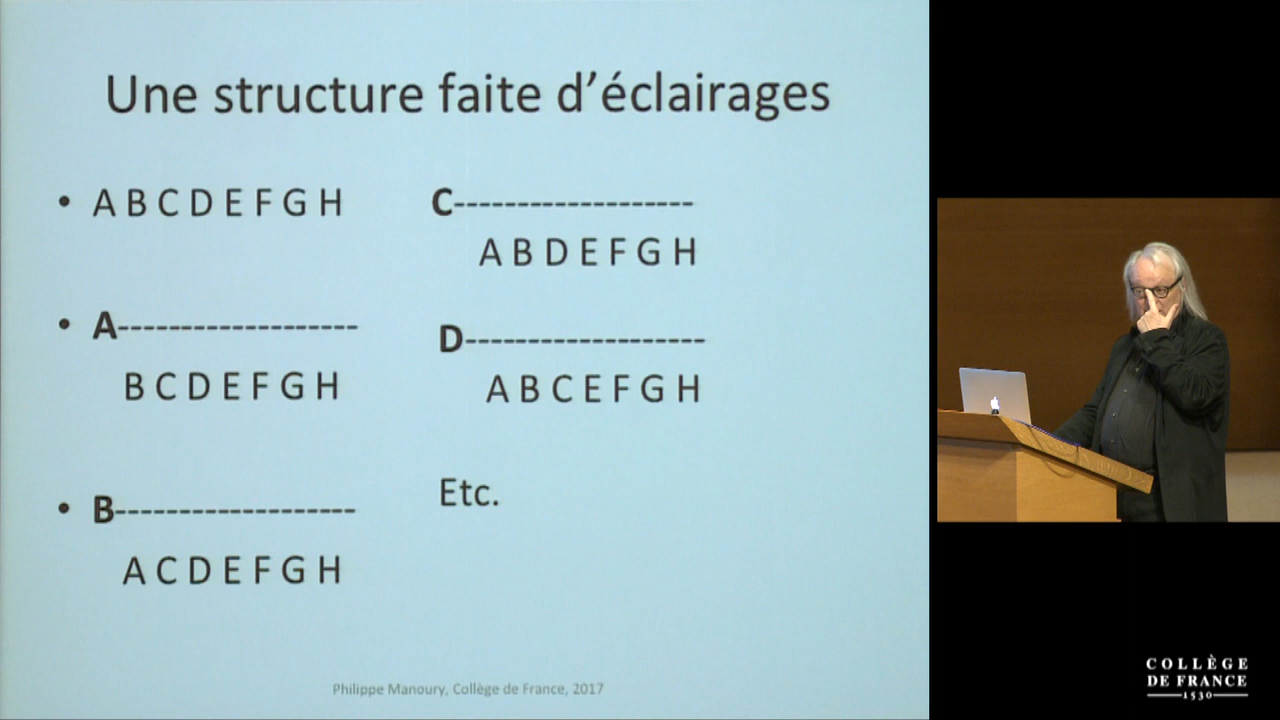 Une structure faite d'éclairages
• A B C D E F G H
• A-------------------
B C D E F G H
• B-------------------
A C D E F G H
C-------------------
A B D E F G H
D-------------------
A B C E F G H
Etc.
Philippe Manoury, Collège de France, 2017
COLLÈGE
DE FRANCE
1530